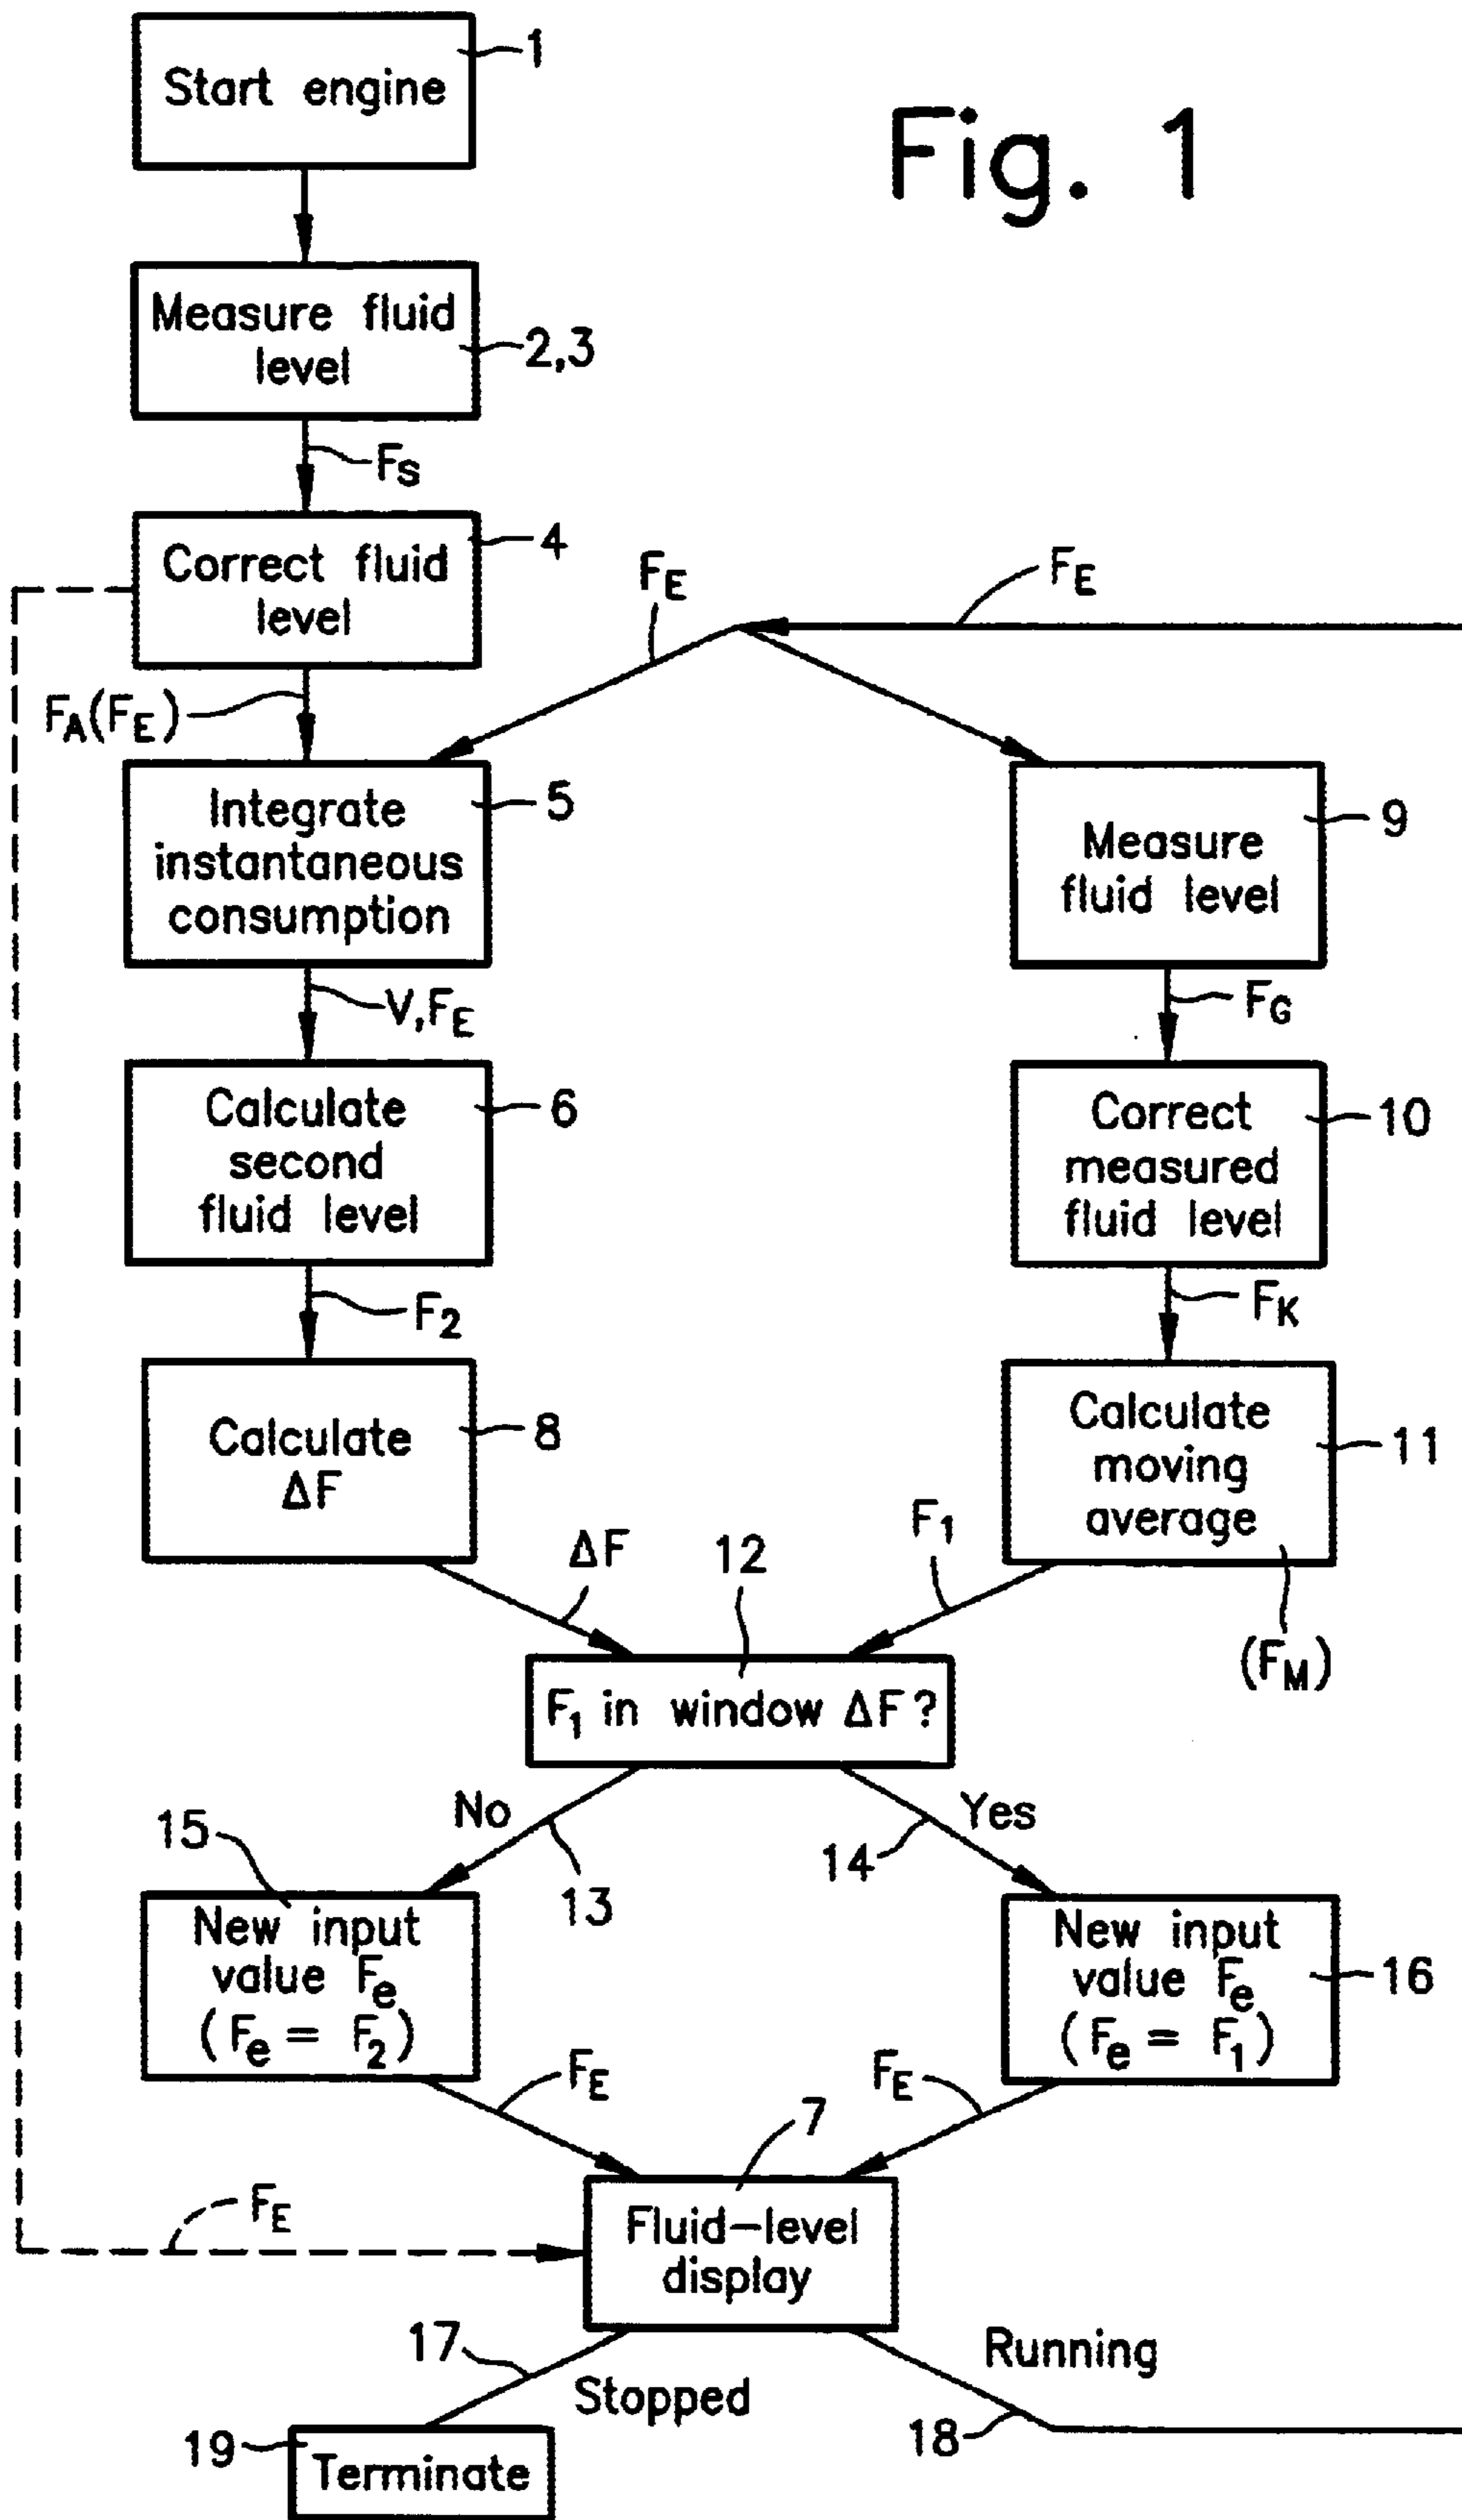 Fig. 1
Start engine
1
Measure fluid
level
2,3
FS
Correct fluid
level
4
FE
FE
FA(FE)
Integrate
instantaneous
consumption
5
Measure
fluid level
9
V,FE
FG
Calculate
second
fluid level
6
Correct
measured
fluid level
10
F2
FK
Calculate
ΔF
8
Calculate
moving
average
11
ΔF
12
F1
(FM)
F1 in window ΔF?
No
Yes
13
14
15
New input
value Fe
(Fe = F2)
New input
value Fe
(Fe = F1)
16
FE
FE
7
FE
Fluid-level
display
17
Stopped
Running
18
19
Terminate